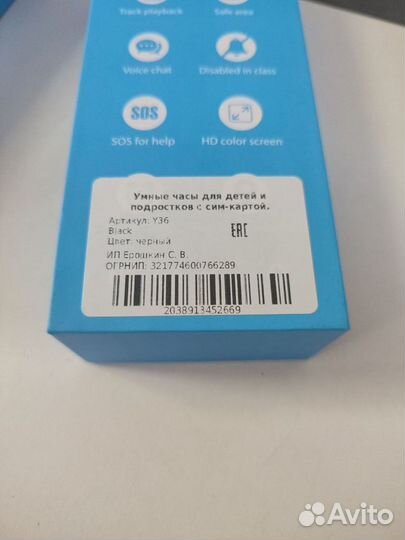 Track playback
Safe area
Voice chat
Disabled in class
SOS
SOS for help
HD color screen
Умные часы для детей и
подростков с сим-картой.
Артикул: Y36
Black
Цвет: черный
EAC
ИП Ерошкин С. В.
ОГРНИП: 321774600766289
2038913452669
Avito